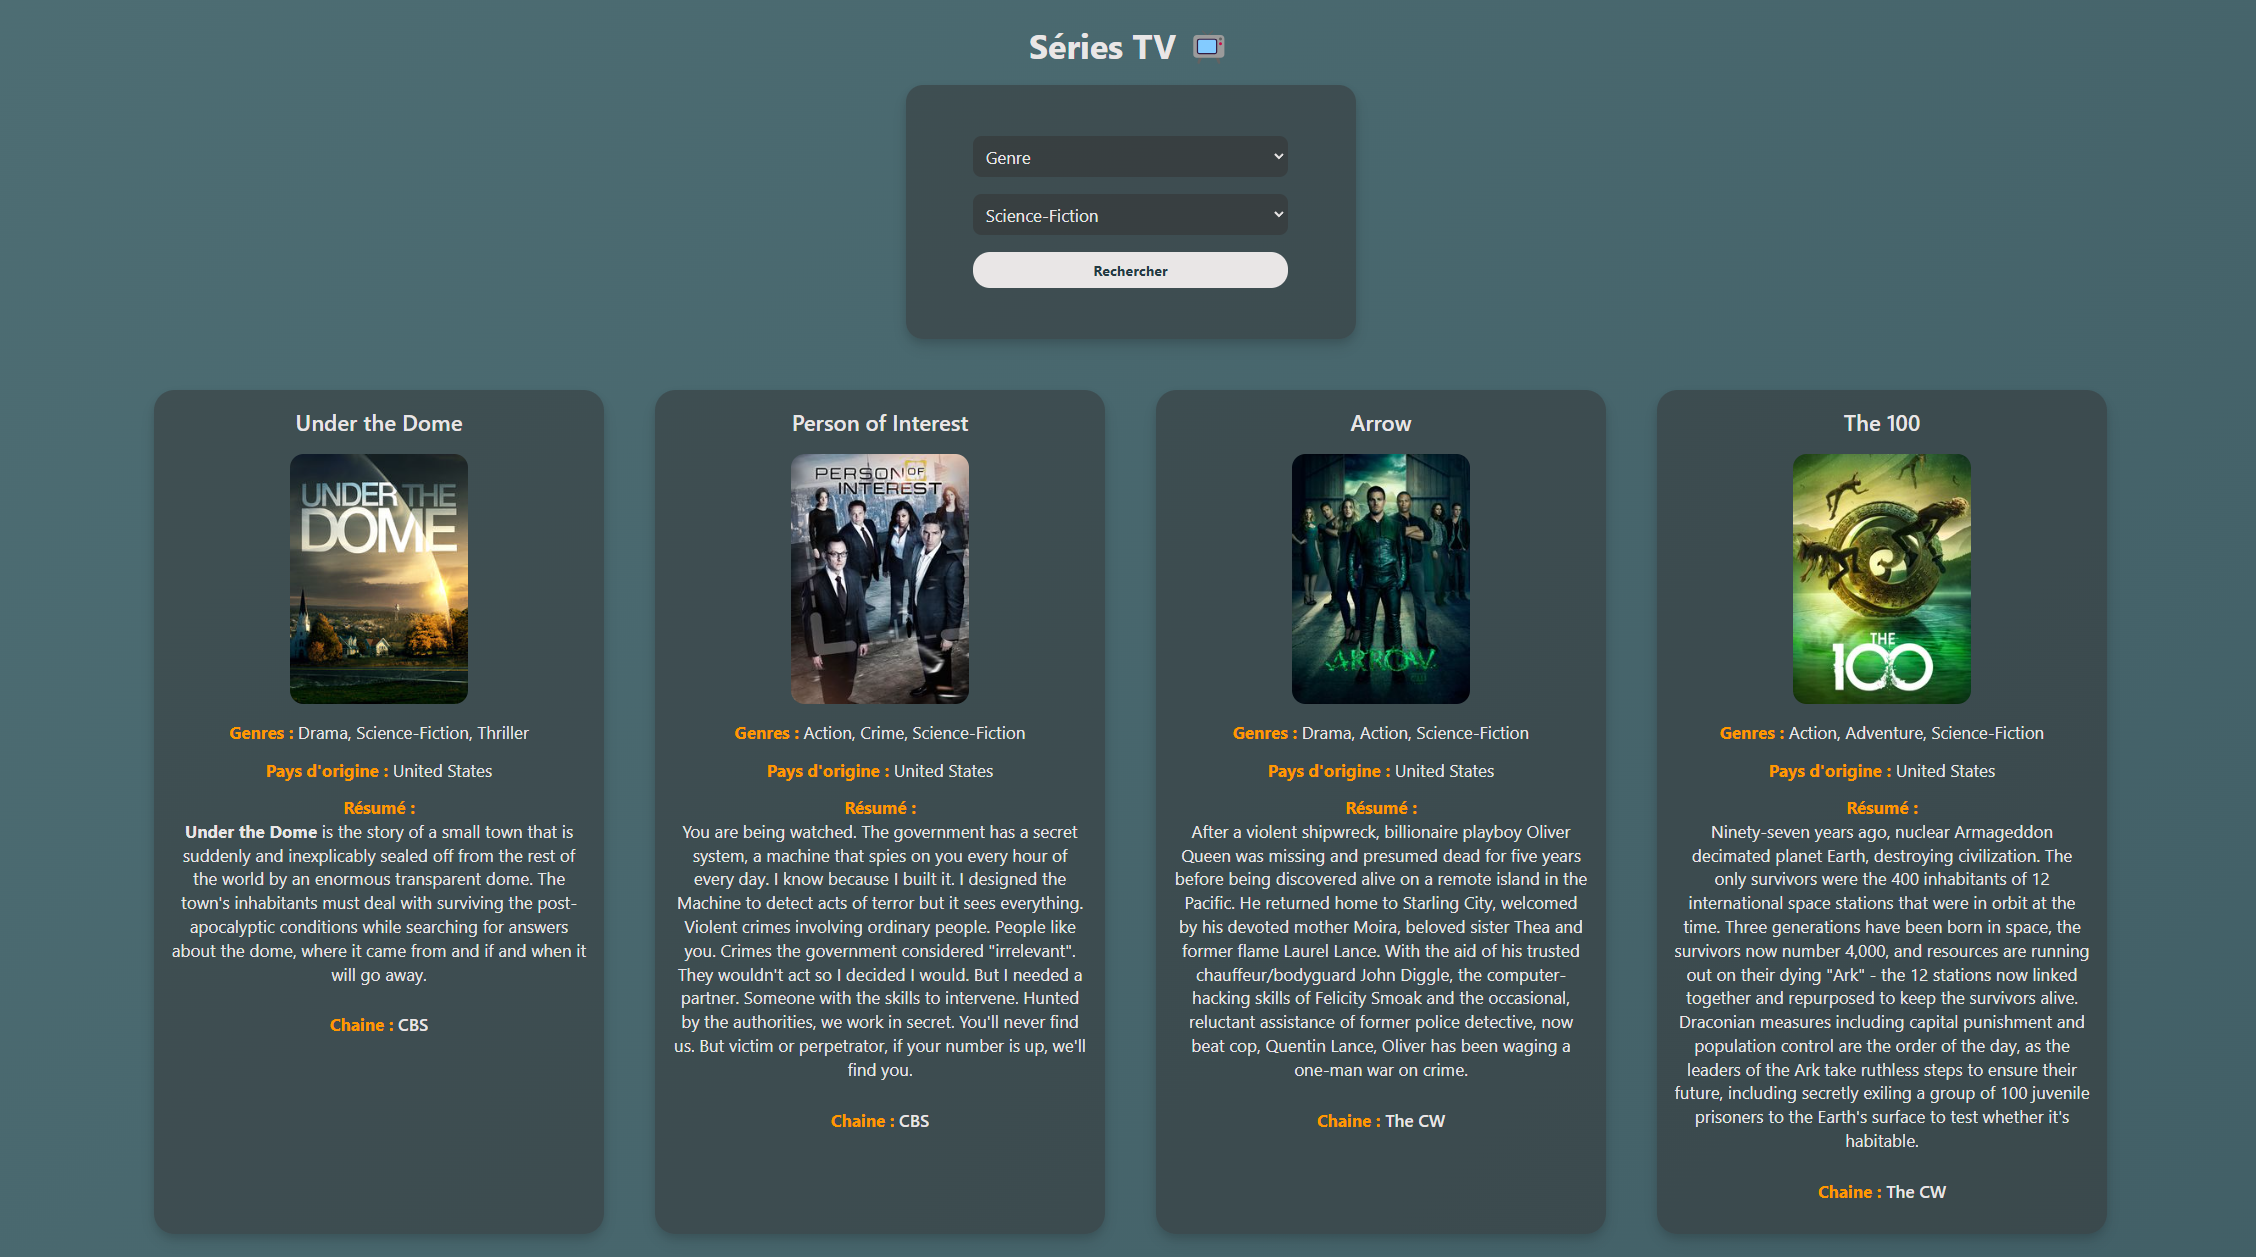 Séries TV
Genre
Science-Fiction
Rechercher
Under the Dome
UNDER THE
DOME
Genres : Drama, Science-Fiction, Thriller
Pays d'origine : United States
Résumé :
Under the Dome is the story of a small town that is
suddenly and inexplicably sealed off from the rest of
the world by an enormous transparent dome. The
town's inhabitants must deal with surviving the post-
apocalyptic conditions while searching for answers
about the dome, where it came from and if and when it
will go away.
Chaine : CBS
Person of Interest
PERSON OF
INTEREST
Genres : Action, Crime, Science-Fiction
Pays d'origine : United States
Résumé :
You are being watched. The government has a secret
system, a machine that spies on you every hour of
every day. I know because I built it. I designed the
Machine to detect acts of terror but it sees everything.
Violent crimes involving ordinary people. People like
you. Crimes the government considered "irrelevant".
They wouldn't act so I decided I would. But I needed a
partner. Someone with the skills to intervene. Hunted
by the authorities, we work in secret. You'll never find
us. But victim or perpetrator, if your number is up, we'll
find you.
Chaine : CBS
Arrow
ARROW
Genres : Drama, Action, Science-Fiction
Pays d'origine : United States
Résumé :
After a violent shipwreck, billionaire playboy Oliver
Queen was missing and presumed dead for five years
before being discovered alive on a remote island in the
Pacific. He returned home to Starling City, welcomed
by his devoted mother Moira, beloved sister Thea and
former flame Laurel Lance. With the aid of his trusted
chauffeur/bodyguard John Diggle, the computer-
hacking skills of Felicity Smoak and the occasional,
reluctant assistance of former police detective, now
beat cop, Quentin Lance, Oliver has been waging a
one-man war on crime.
Chaine : The CW
The 100
THE
100
Genres : Action, Adventure, Science-Fiction
Pays d'origine : United States
Résumé :
Ninety-seven years ago, nuclear Armageddon
decimated planet Earth, destroying civilization. The
only survivors were the 400 inhabitants of 12
international space stations that were in orbit at the
time. Three generations have been born in space, the
survivors now number 4,000, and resources are running
out on their dying "Ark" - the 12 stations now linked
together and repurposed to keep the survivors alive.
Draconian measures including capital punishment and
population control are the order of the day, as the
leaders of the Ark take ruthless steps to ensure their
future, including secretly exiling a group of 100 juvenile
prisoners to the Earth's surface to test whether it's
habitable.
Chaine : The CW